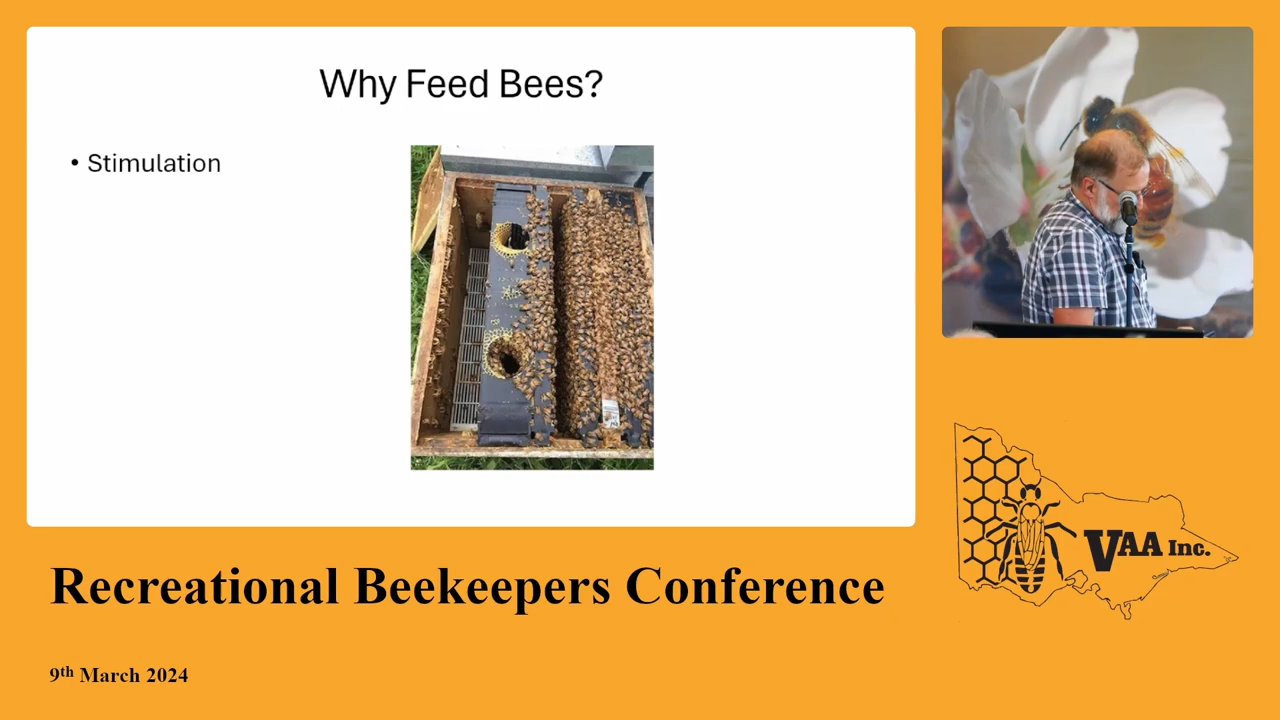 Why Feed Bees?
• Stimulation
VAA Inc.
Recreational Beekeepers Conference
9th March 2024